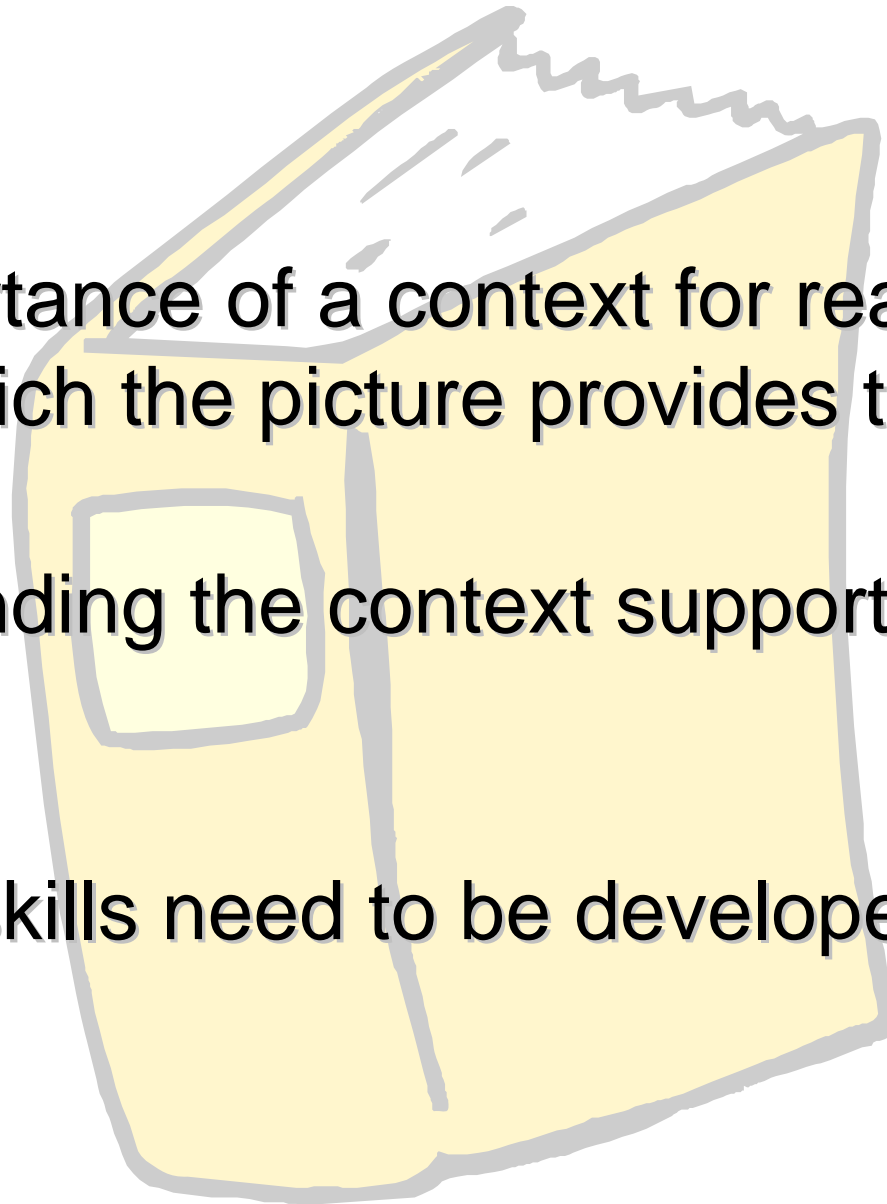 tance of a context for rea
ich the picture provides t
nding the context support
skills need to be develope